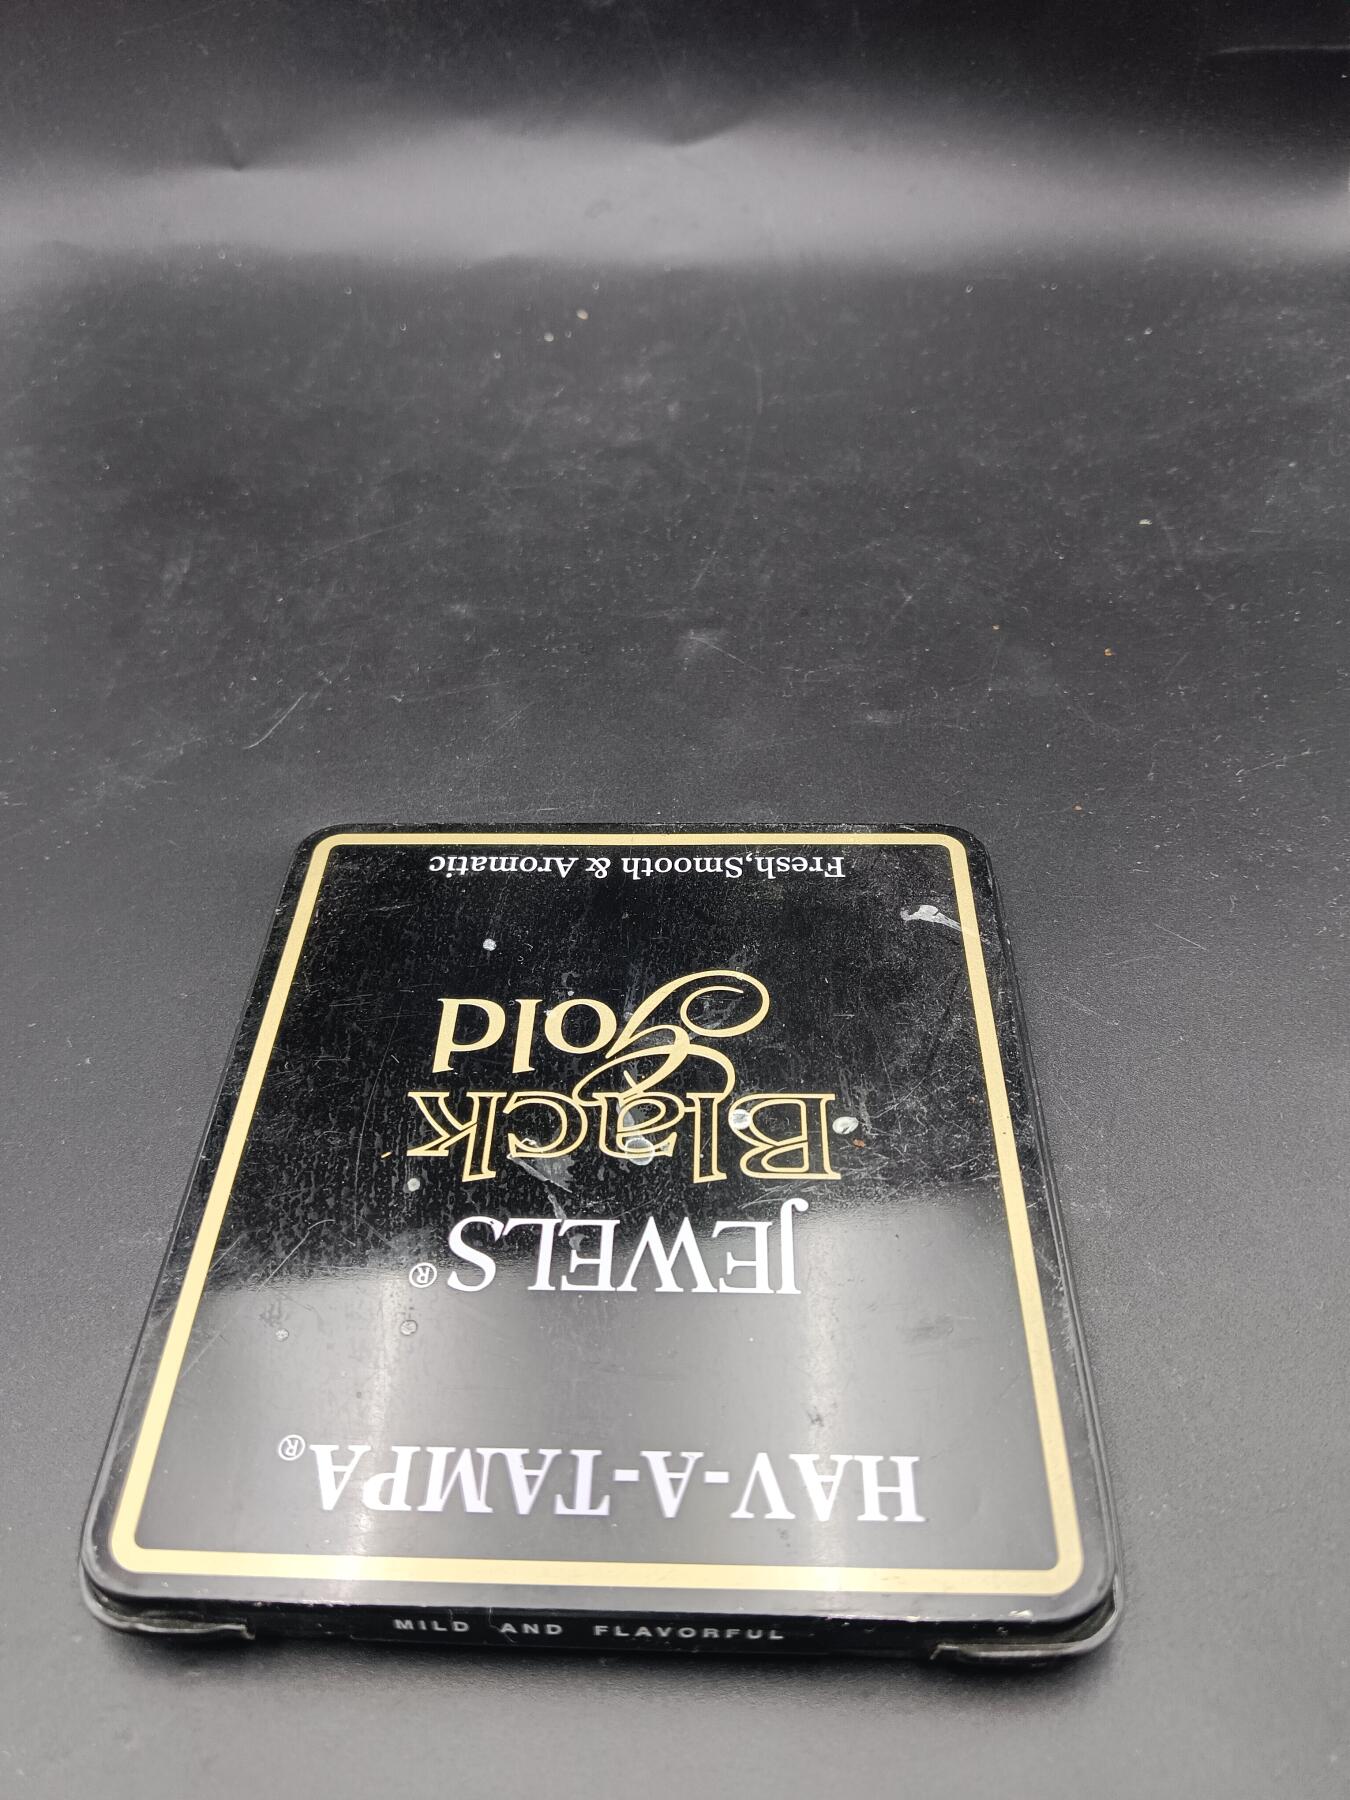 HAV-A-TAMPA®
JEWELS®
Black
& Gold
Fresh,Smooth & Aromatic
MILD AND FLAVORFUL